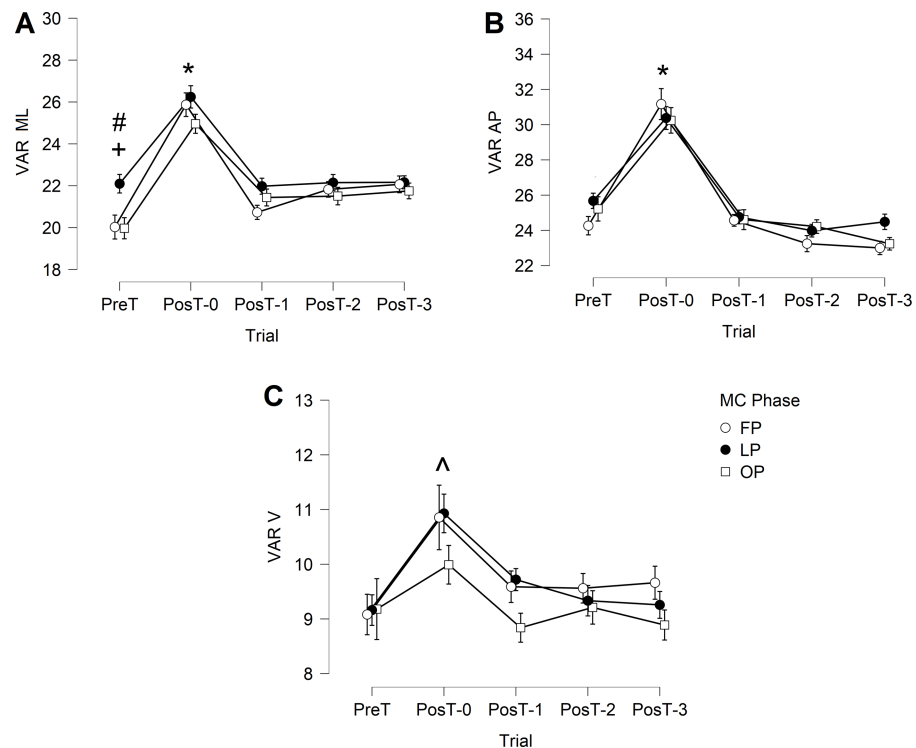 A
VAR ML
30
28
26
24
22
20
18
#
+
*
PreT PosT-0 PosT-1 PosT-2 PosT-3
Trial
B
VAR AP
36
34
32
30
28
26
24
22
*
PreT PosT-0 PosT-1 PosT-2 PosT-3
Trial
C
VAR V
13
12
11
10
9
8
^
PreT PosT-0 PosT-1 PosT-2 PosT-3
Trial
MC Phase
FP
LP
OP